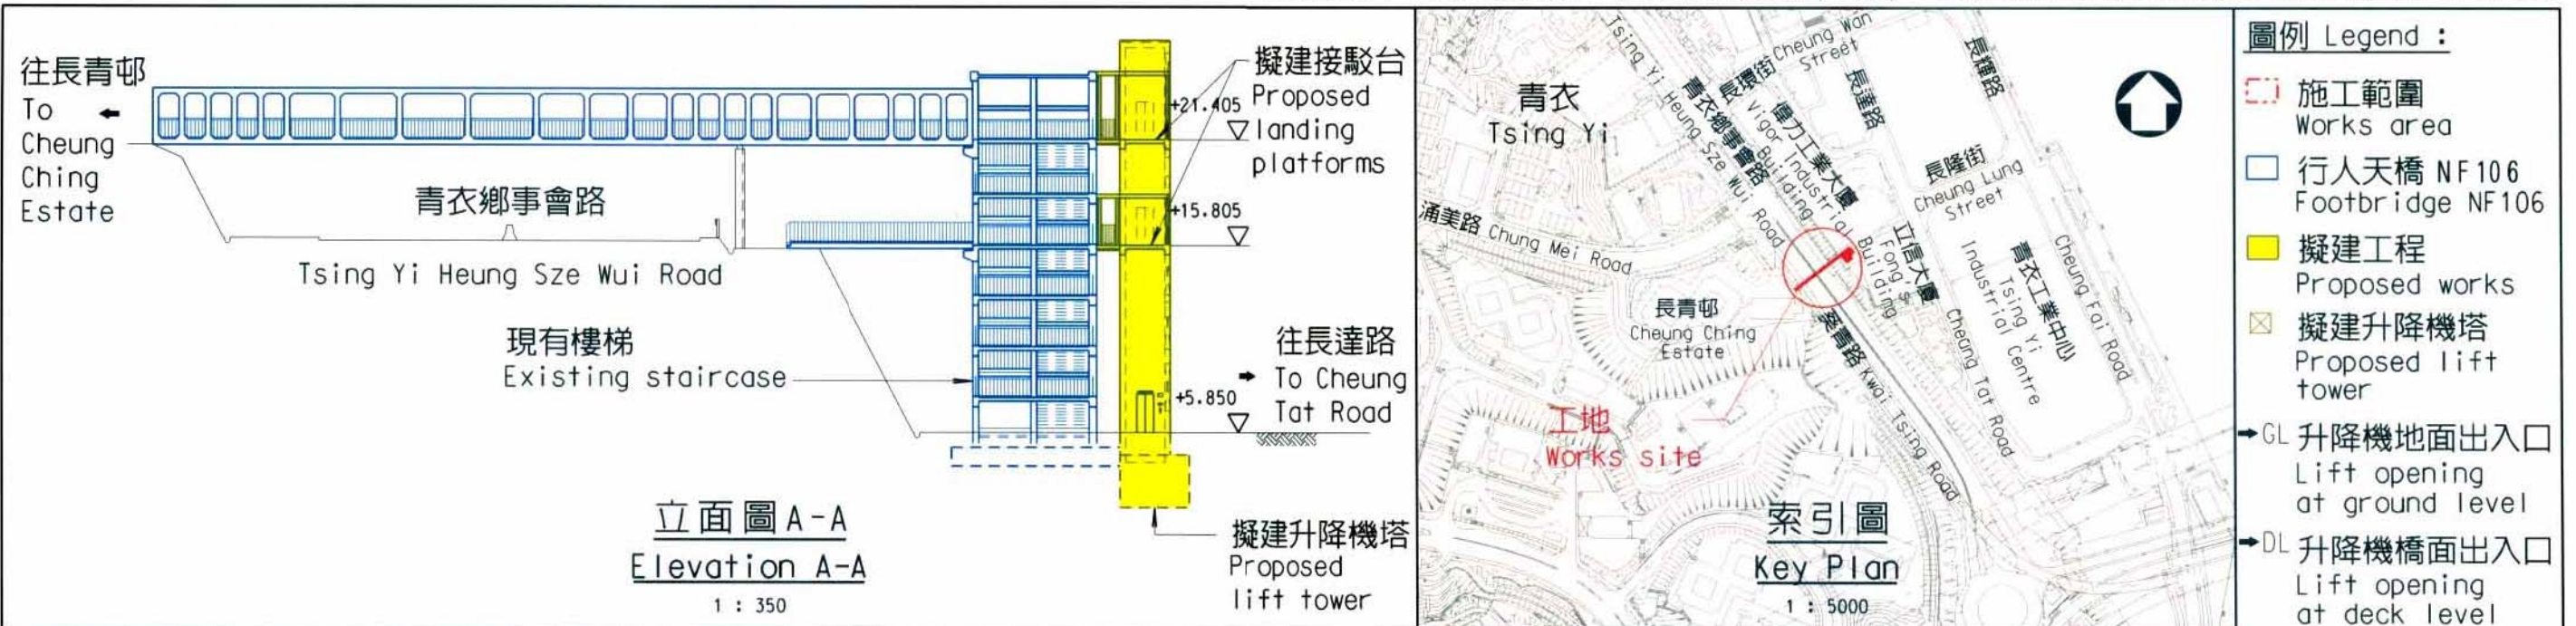 往長青邨
To
Cheung
Ching
Estate
青衣鄉事會路
Tsing Yi Heung Sze Wui Road
現有樓梯
Existing staircase
擬建接駁台
Proposed
landing
platforms
+21.405
+15.805
+5.850
往長達路
To Cheung
Tat Road
擬建升降機塔
Proposed
lift tower
立面圖A-A
Elevation A-A
1 : 350
青衣
Tsing Yi
Tsing Yi Heung Sze Wui Road
青衣鄉事會路
長環街 Cheung Wan
Street
長達路
長輝路
偉力工業大廈
Vigor Industrial
Building
長隆街
Cheung Lung
Street
涌美路 Chung Mei Road
立信大廈
Fong's
Building
青衣工業中心
Tsing Yi
Industrial Centre
Cheung Fai Road
長青邨
Cheung Ching
Estate
葵青路 Kwai Tsing Road
Cheung Tat Road
工地
Works site
索引圖
Key Plan
1 : 5000
圖例 Legend :
施工範圍
Works area
行人天橋 NF106
Footbridge NF106
擬建工程
Proposed works
擬建升降機塔
Proposed lift
tower
GL 升降機地面出入口
Lift opening
at ground level
DL 升降機橋面出入口
Lift opening
at deck level